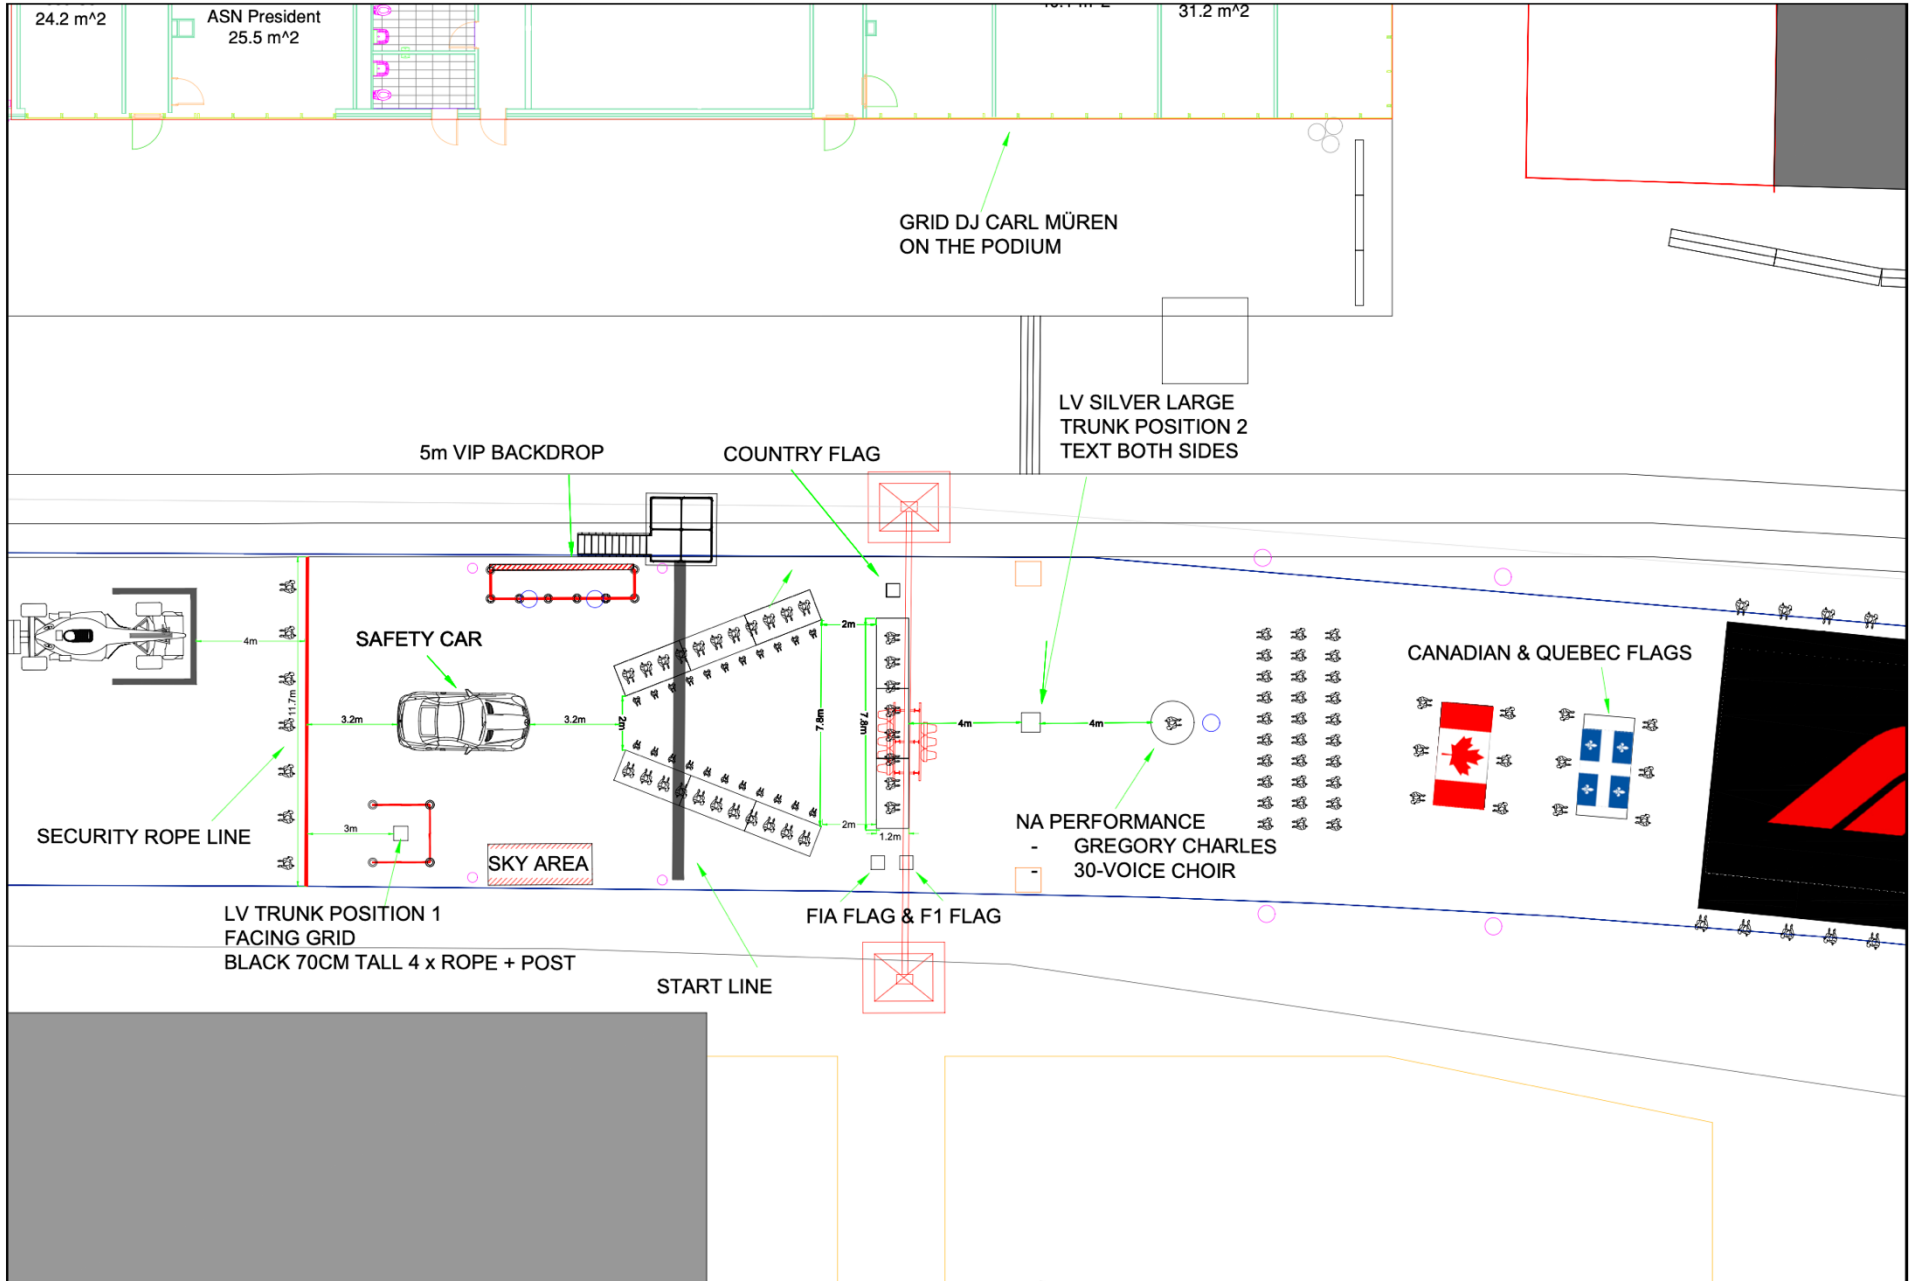 24.2 m^2
ASN President
25.5 m^2
31.2 m^2
GRID DJ CARL MÜREN
ON THE PODIUM
LV SILVER LARGE
TRUNK POSITION 2
TEXT BOTH SIDES
5m VIP BACKDROP
COUNTRY FLAG
SAFETY CAR
CANADIAN & QUEBEC FLAGS
4m
11.7m
3.2m
3.2m
2m
2m
7.8m
7.8m
4m
4m
3m
2m
1.2m
SECURITY ROPE LINE
SKY AREA
NA PERFORMANCE
- GREGORY CHARLES
- 30-VOICE CHOIR
LV TRUNK POSITION 1
FACING GRID
BLACK 70CM TALL 4 x ROPE + POST
FIA FLAG & F1 FLAG
START LINE